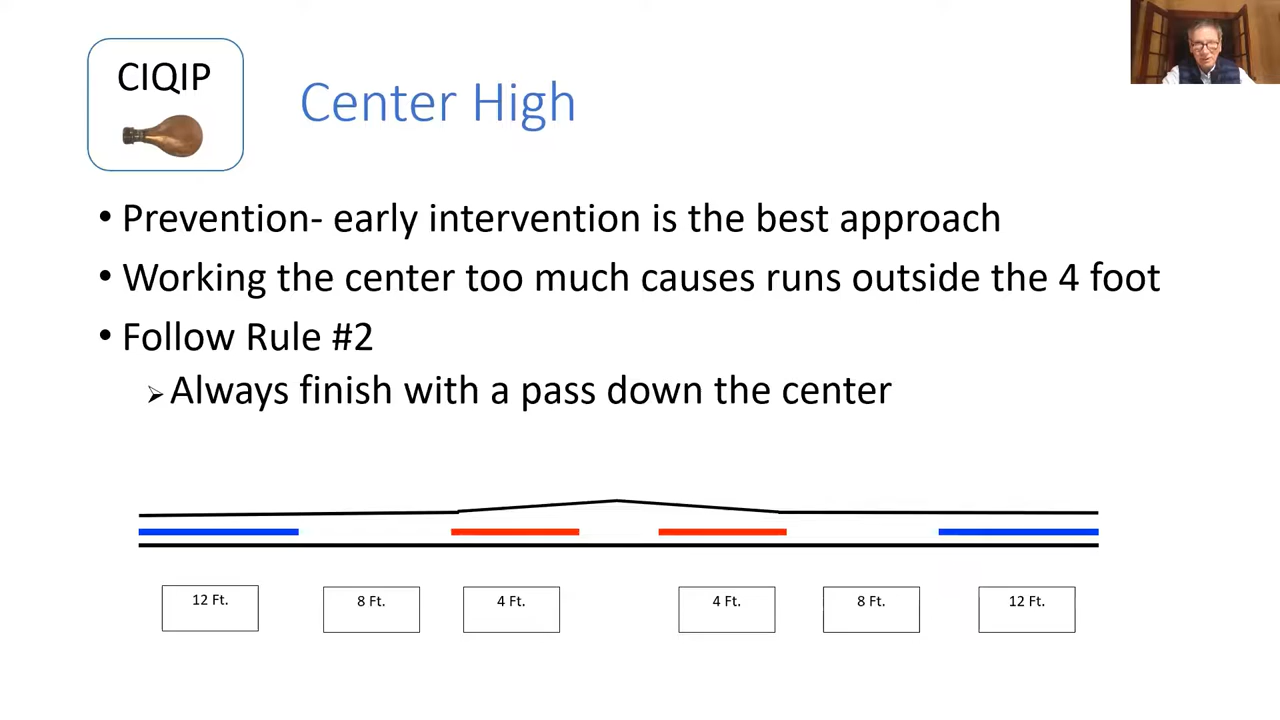 CIQIP
Center High
• Prevention- early intervention is the best approach
• Working the center too much causes runs outside the 4 foot
• Follow Rule #2
➢ Always finish with a pass down the center
12 Ft.
8 Ft.
4 Ft.
4 Ft.
8 Ft.
12 Ft.